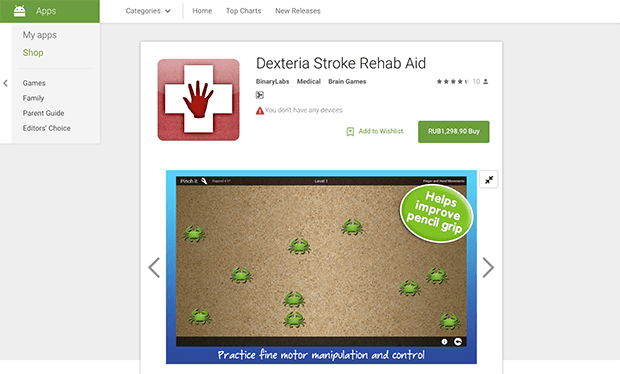 Apps
Categories
Home
Top Charts
New Releases
My apps
Shop
Games
Family
Parent Guide
Editors' Choice
Dexteria Stroke Rehab Aid
BinaryLabs Medical Brain Games
10
You don't have any devices
Add to Wishlist
RUB1,298.90 Buy
Pinch it
Level 1
Finger and Hand Movements
Helps
improve
pencil grip
Practice fine motor manipulation and control